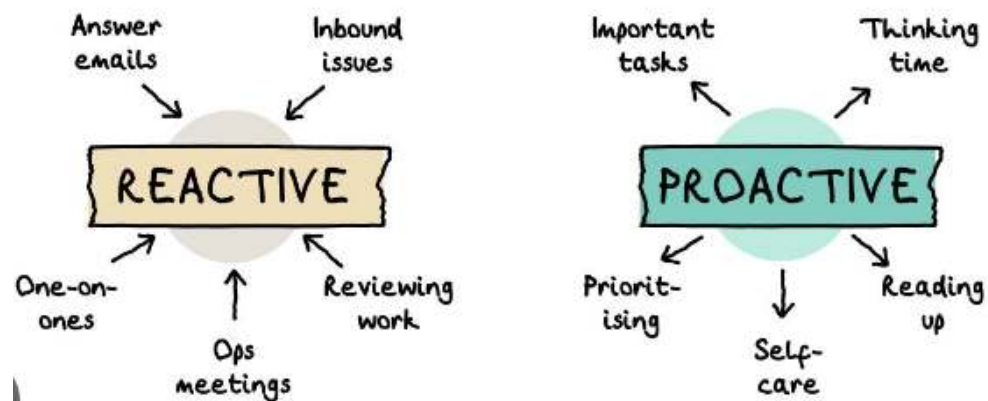 Answer
emails
Inbound
issues
REACTIVE
One-on-
ones
Ops
meetings
Reviewing
work
Important
tasks
Thinking
time
PROACTIVE
Priorit-
ising
Self-
care
Reading
up